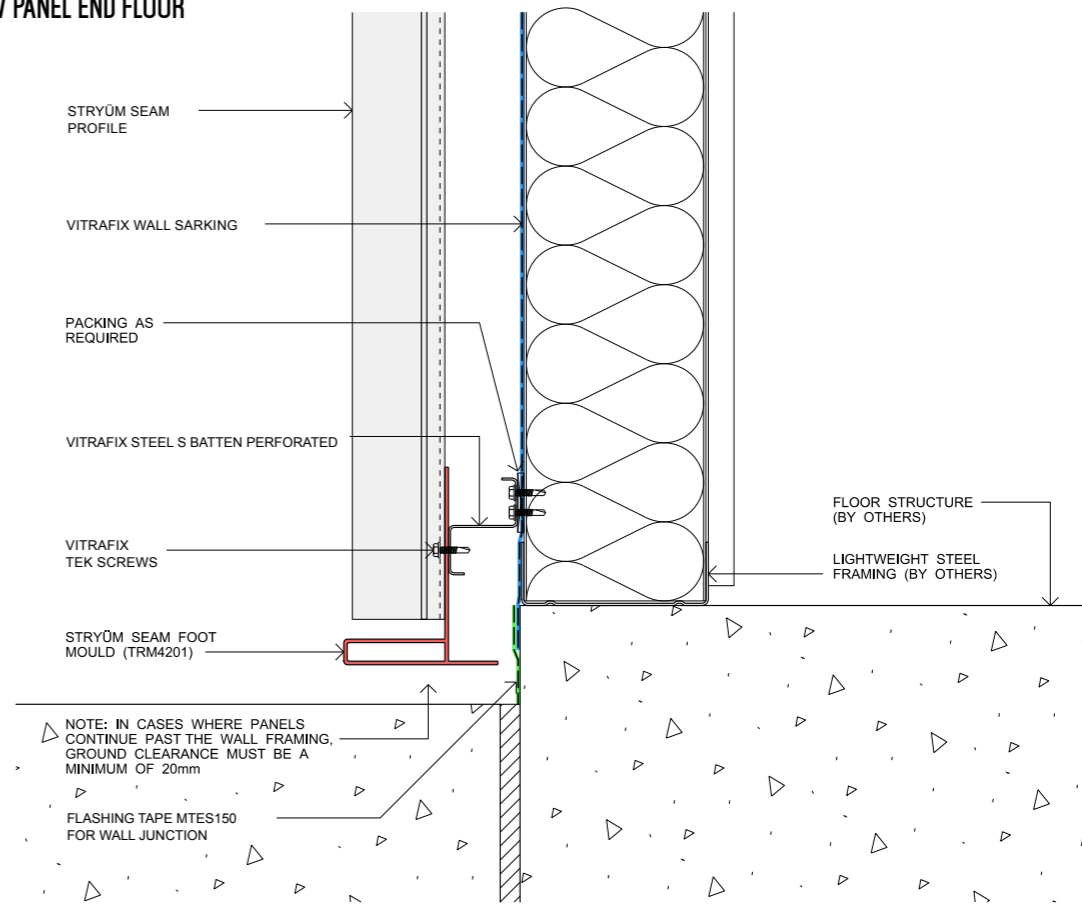 PANEL END FLOOR
STRYÜM SEAM
PROFILE
VITRAFIX WALL SARKING
PACKING AS
REQUIRED
VITRAFIX STEEL S BATTEN PERFORATED
VITRAFIX
TEK SCREWS
STRYÜM SEAM FOOT
MOULD (TRM4201)
NOTE: IN CASES WHERE PANELS
CONTINUE PAST THE WALL FRAMING,
GROUND CLEARANCE MUST BE A
MINIMUM OF 20mm
FLASHING TAPE MTES150
FOR WALL JUNCTION
FLOOR STRUCTURE
(BY OTHERS)
LIGHTWEIGHT STEEL
FRAMING (BY OTHERS)